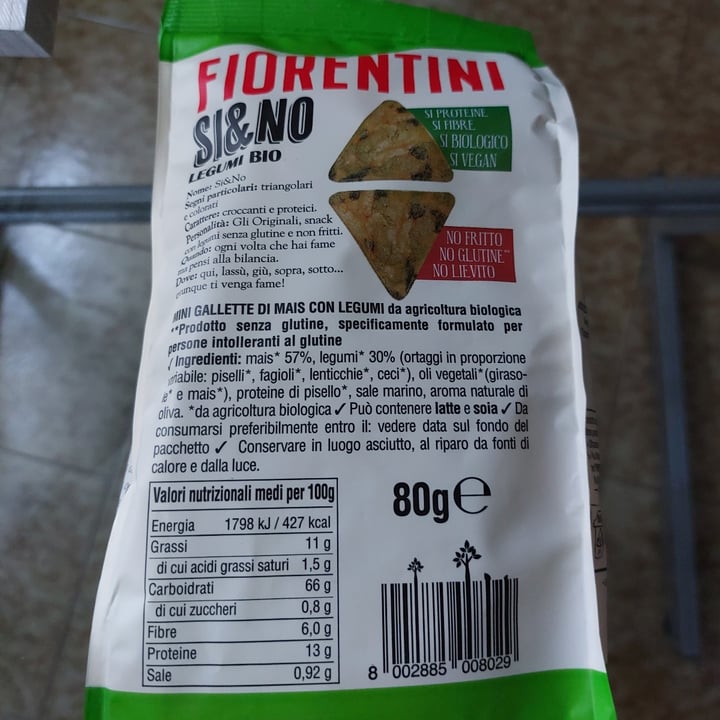 FIORENTINI
SI&NO
LEGUMI BIO
Nome: Si&No
Segni particolari: triangolari
e colorati
Carattere: croccanti e proteici.
Personalità: Gli Originali, snack
con legumi senza glutine e non fritti.
Quando: ogni volta che hai fame
ma pensi alla bilancia.
Dove: qui, lassù, giù, sopra, sotto...
unque ti venga fame!
SI PROTEINE
SI FIBRE
SI BIOLOGICO
SI VEGAN
NO FRITTO
NO GLUTINE**
NO LIEVITO
MINI GALLETTE DI MAIS CON LEGUMI da agricoltura biologica
**Prodotto senza glutine, specificamente formulato per
persone intolleranti al glutine
✓ Ingredienti: mais* 57%, legumi* 30% (ortaggi in proporzione
riabile: piselli*, fagioli*, lenticchie*, ceci*), oli vegetali* (giraso-
le* e mais*), proteine di pisello*, sale marino, aroma naturale di
oliva. *da agricoltura biologica ✓ Può contenere latte e soia ✓ Da
consumarsi preferibilmente entro il: vedere data sul fondo del
pacchetto ✓ Conservare in luogo asciutto, al riparo da fonti di
calore e dalla luce.
Valori nutrizionali medi per 100g
Energia 1798 kJ / 427 kcal
Grassi 11 g
di cui acidi grassi saturi 1,5 g
Carboidrati 66 g
di cui zuccheri 0,8 g
Fibre 6,0 g
Proteine 13 g
Sale 0,92 g
80g e
8 002885 008029